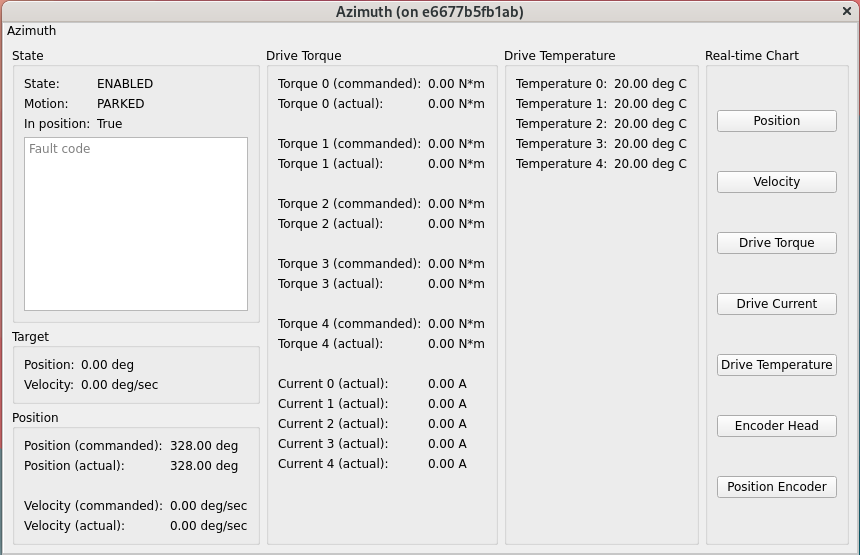 Azimuth (on e6677b5fb1ab)
Azimuth
State
State: ENABLED
Motion: PARKED
In position: True
Fault code
Target
Position: 0.00 deg
Velocity: 0.00 deg/sec
Position
Position (commanded): 328.00 deg
Position (actual): 328.00 deg
Velocity (commanded): 0.00 deg/sec
Velocity (actual): 0.00 deg/sec
Drive Torque
Torque 0 (commanded): 0.00 N*m
Torque 0 (actual): 0.00 N*m
Torque 1 (commanded): 0.00 N*m
Torque 1 (actual): 0.00 N*m
Torque 2 (commanded): 0.00 N*m
Torque 2 (actual): 0.00 N*m
Torque 3 (commanded): 0.00 N*m
Torque 3 (actual): 0.00 N*m
Torque 4 (commanded): 0.00 N*m
Torque 4 (actual): 0.00 N*m
Current 0 (actual): 0.00 A
Current 1 (actual): 0.00 A
Current 2 (actual): 0.00 A
Current 3 (actual): 0.00 A
Current 4 (actual): 0.00 A
Drive Temperature
Temperature 0: 20.00 deg C
Temperature 1: 20.00 deg C
Temperature 2: 20.00 deg C
Temperature 3: 20.00 deg C
Temperature 4: 20.00 deg C
Real-time Chart
Position
Velocity
Drive Torque
Drive Current
Drive Temperature
Encoder Head
Position Encoder